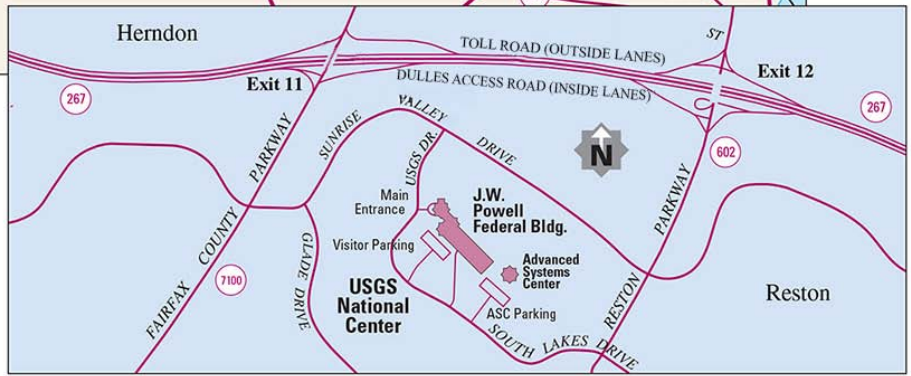 Herndon
ST
TOLL ROAD (OUTSIDE LANES)
Exit 12
Exit 11
DULLES ACCESS ROAD (INSIDE LANES)
267
267
VALLEY
SUNRISE
DRIVE
PARKWAY
USGS DR.
N
602
Main
Entrance
J.W.
Powell
Federal Bldg.
PARKWAY
COUNTY
GLADE DRIVE
Visitor Parking
Advanced
Systems
Center
7100
USGS
National
Center
RESTON
Reston
FAIRFAX
ASC Parking
SOUTH LAKES DRIVE